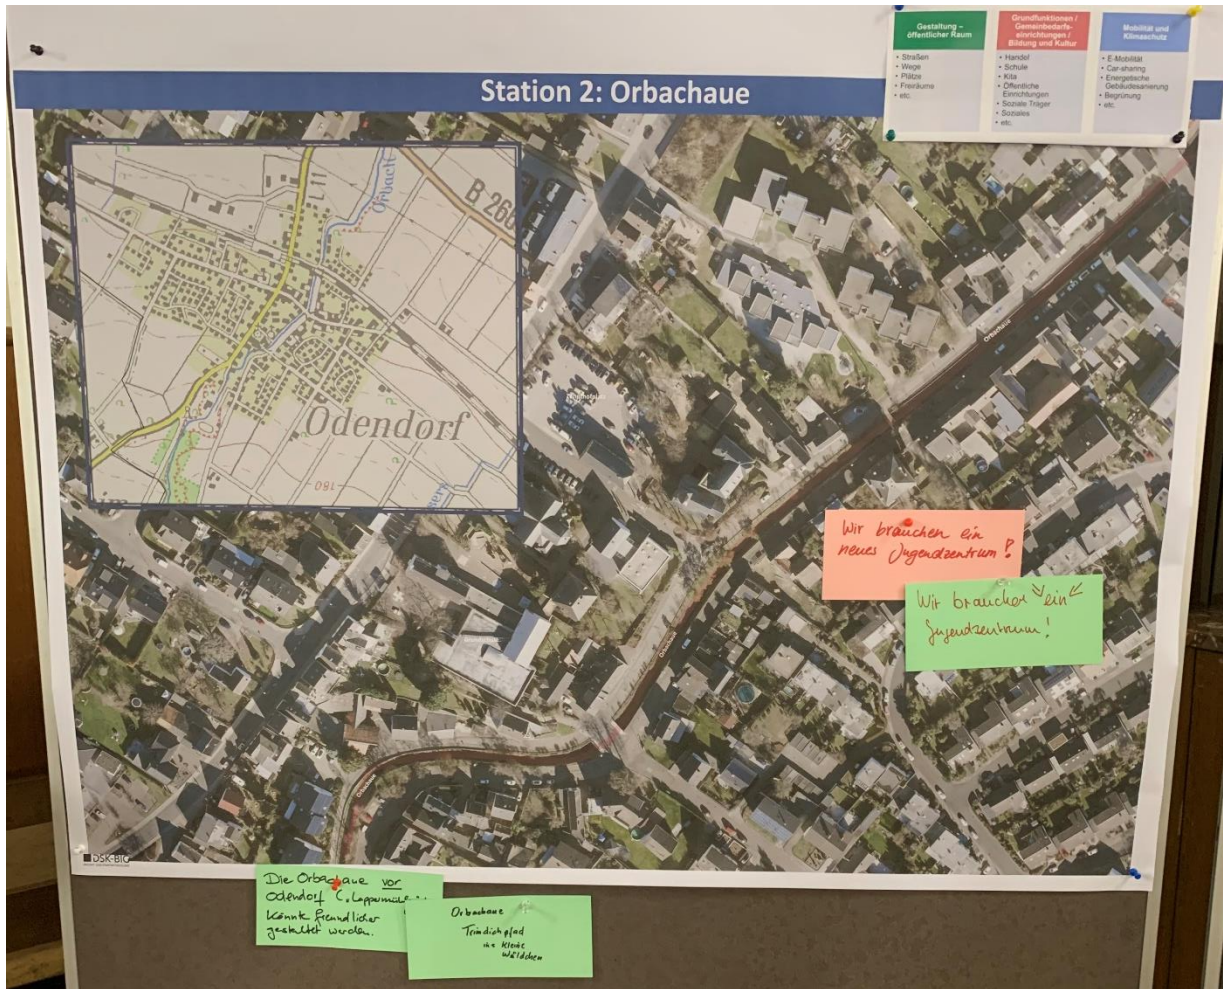 Gestaltung –
öffentlicher Raum
• Straßen
• Wege
• Plätze
• Freiräume
• etc.
Grundfunktionen /
Gemeinbedarfs-
einrichtungen /
Bildung und Kultur
• Handel
• Schule
• Kita
• Öffentliche
Einrichtungen
• Soziale Träger
• Soziales
• etc.
Mobilität und
Klimaschutz
• E-Mobilität
• Car-sharing
• Energetische
Gebäudesanierung
• Begrünung
• etc.
Station 2: Orbachaue
L11
Orbach
B 266
Odendorf
180
Orbachaue
Orbachaue
Orbachaue
Wir brauchen ein
neues Jugendzentrum!
Wir brauchen ein
Jugendzentrum!
DSK-BIG
Die Orbachaue vor
Odendorf
könnte freundlicher
gestaltet werden.
Orbachaue
kleine
Wäldchen